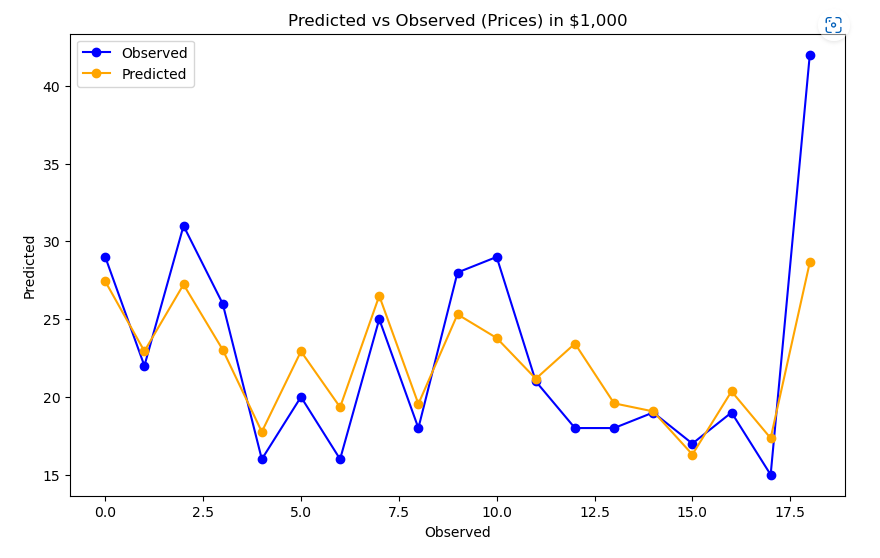 Predicted vs Observed (Prices) in $1,000
Observed
Predicted
40
35
30
25
20
15
Predicted
0.0 2.5 5.0 7.5 10.0 12.5 15.0 17.5
Observed